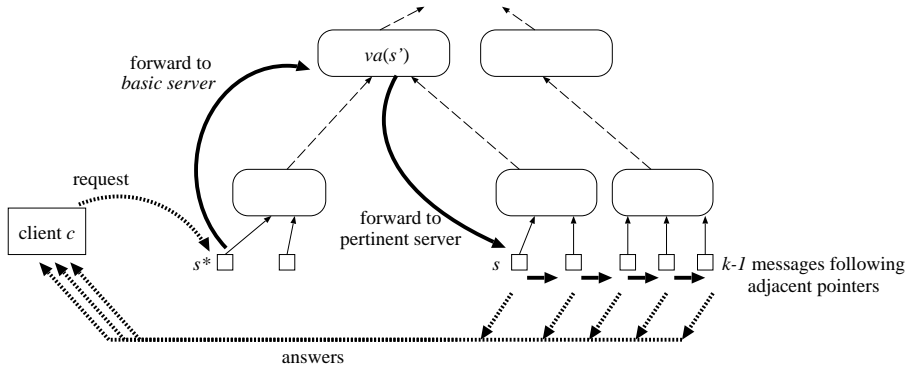 forward to
basic server
va(s’)
request
client c
s*
forward to
pertinent server
s
k-1 messages following
adjacent pointers
answers